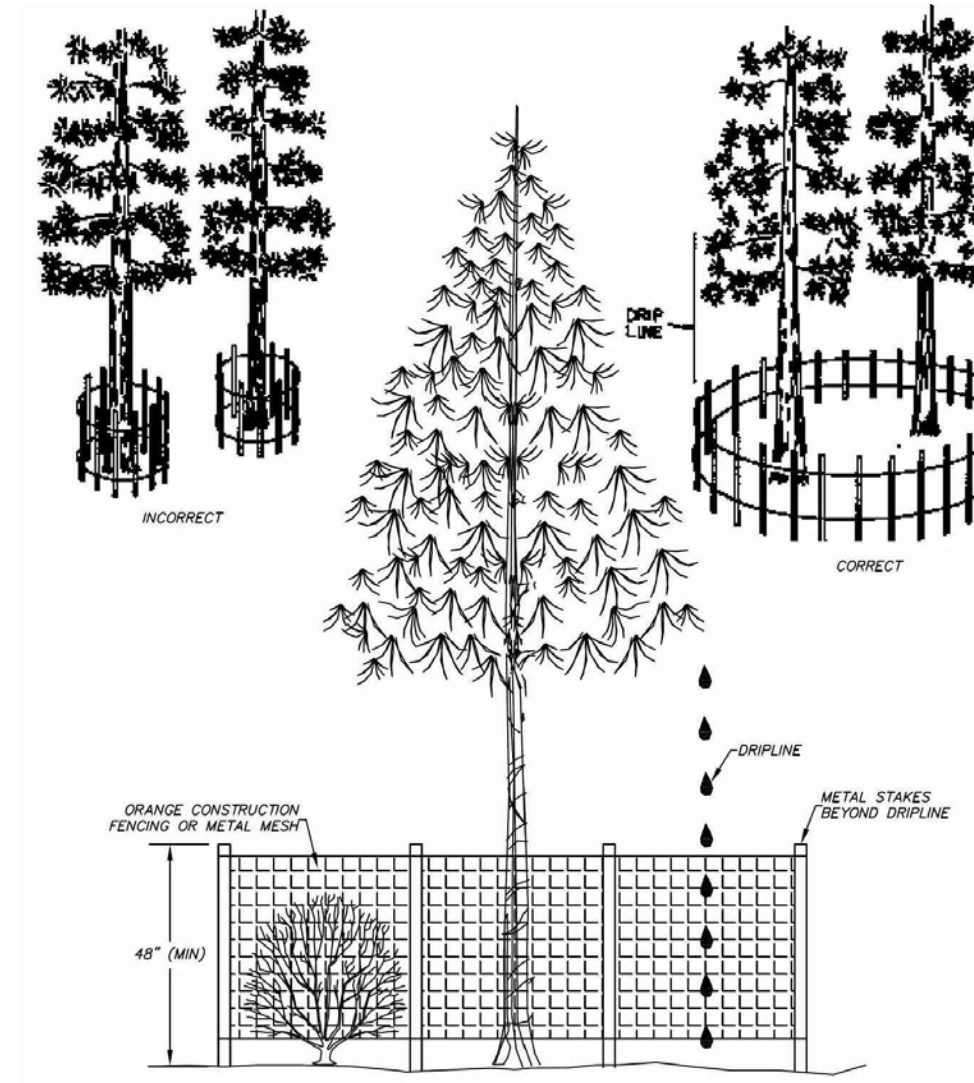 DRIP
LINE
INCORRECT
CORRECT
DRIPLINE
ORANGE CONSTRUCTION
FENCING OR METAL MESH
METAL STAKES
BEYOND DRIPLINE
48" (MIN)